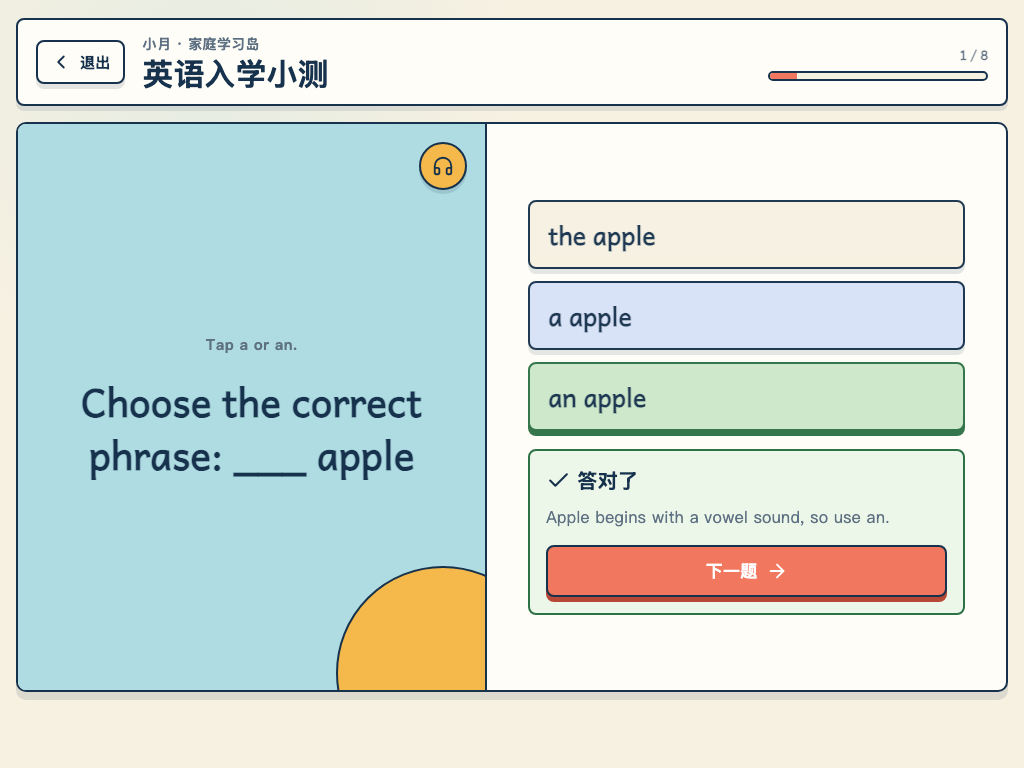 退出
小月 · 家庭学习岛
英语入学小测
1 / 8
Tap a or an.
Choose the correct
phrase: ___ apple
the apple
a apple
an apple
答对了
Apple begins with a vowel sound, so use an.
下一题